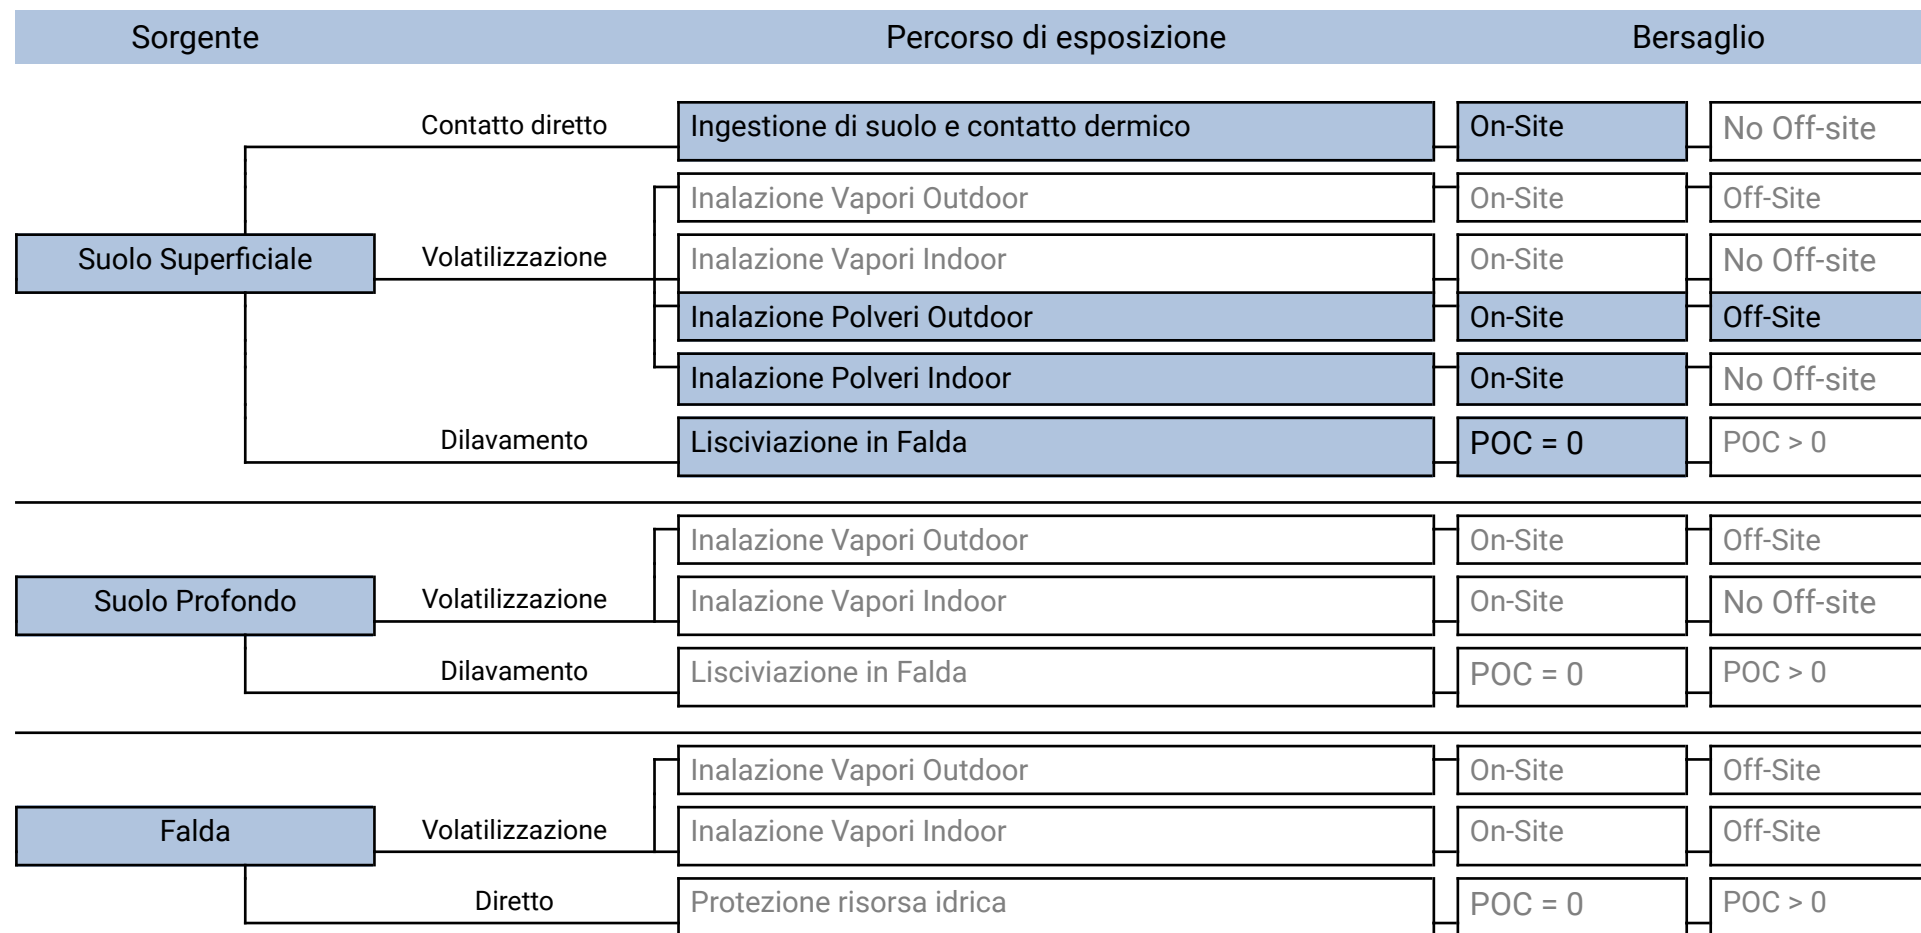 Sorgente Percorso di esposizione Bersaglio
Contatto diretto Ingestione di suolo e contatto dermico On-Site No Off-site
Inalazione Vapori Outdoor On-Site Off-Site
Suolo Superficiale Volatilizzazione Inalazione Vapori Indoor On-Site No Off-site
Inalazione Polveri Outdoor On-Site Off-Site
Inalazione Polveri Indoor On-Site No Off-site
Dilavamento Lisciviazione in Falda POC = 0 POC > 0
Inalazione Vapori Outdoor On-Site Off-Site
Suolo Profondo Volatilizzazione Inalazione Vapori Indoor On-Site No Off-site
Dilavamento Lisciviazione in Falda POC = 0 POC > 0
Inalazione Vapori Outdoor On-Site Off-Site
Falda Volatilizzazione Inalazione Vapori Indoor On-Site Off-Site
Diretto Protezione risorsa idrica POC = 0 POC > 0